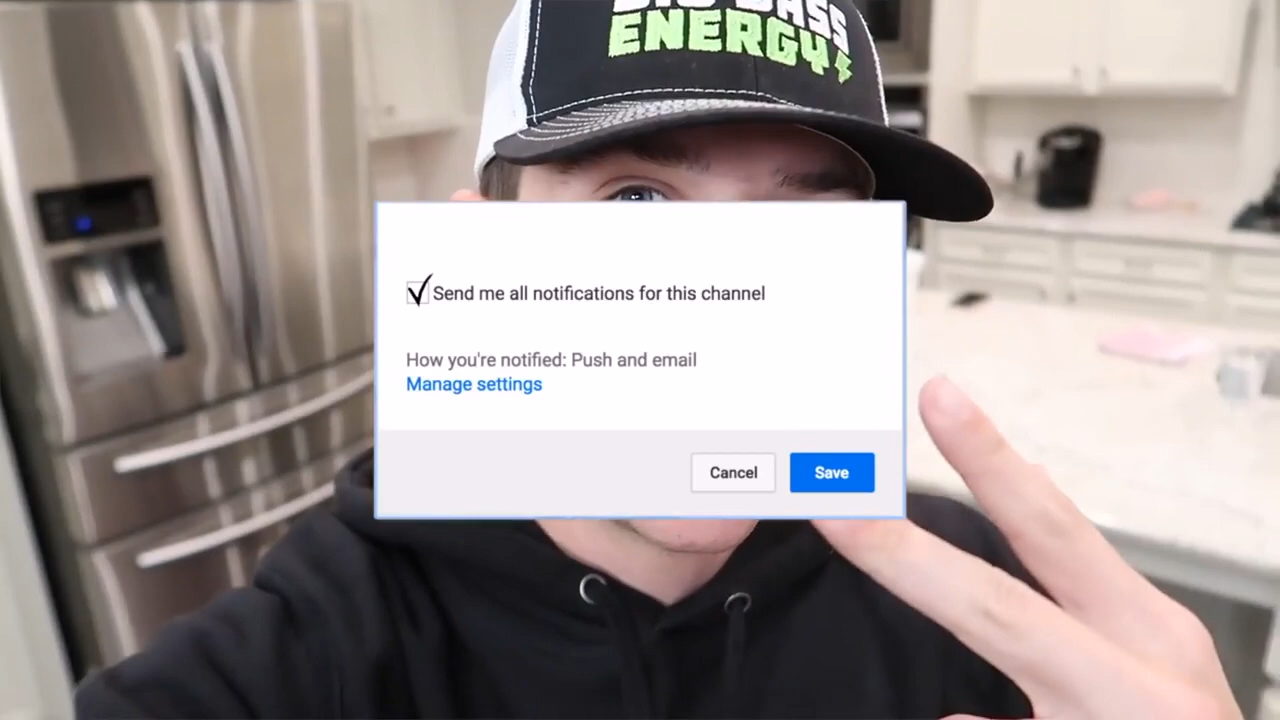 ENERGY
Send me all notifications for this channel
How you're notified: Push and email
Manage settings
Cancel
Save